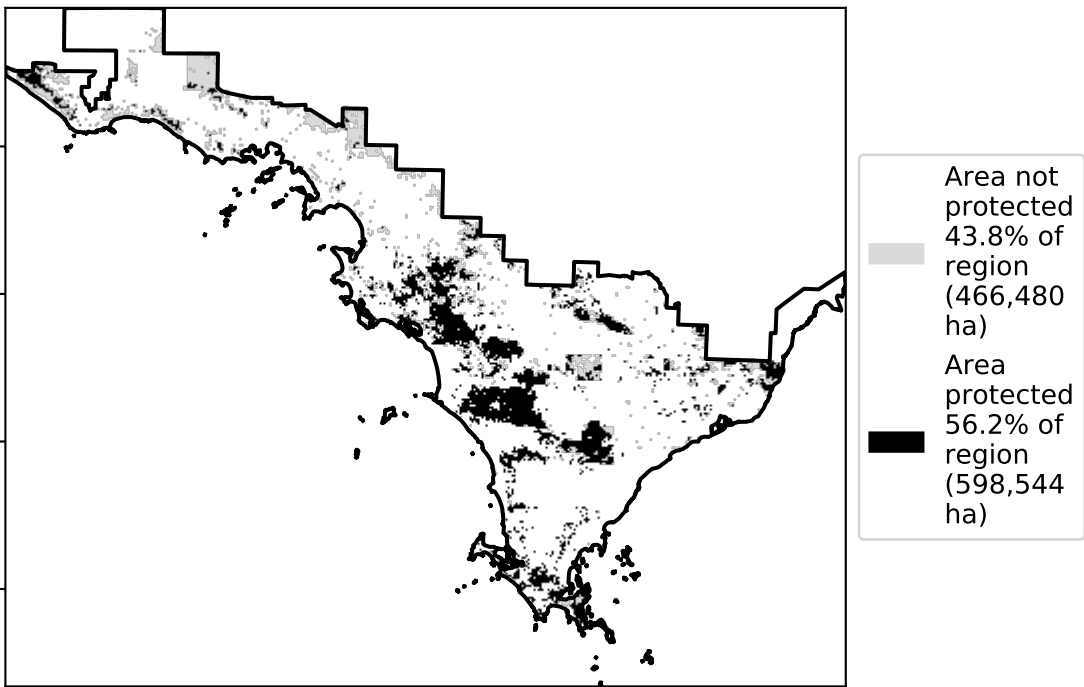 Area not
protected
43.8% of
region
(466,480
ha)
Area
protected
56.2% of
region
(598,544
ha)